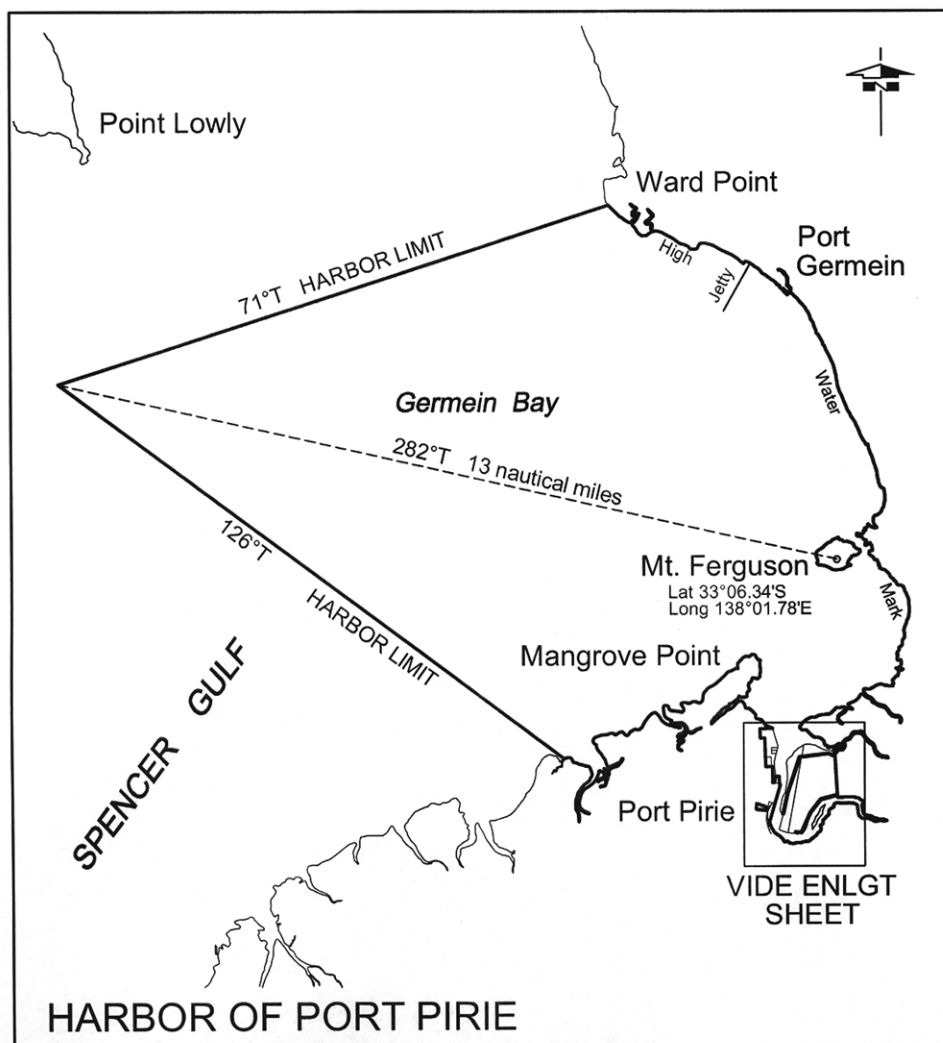 Point Lowly
N
Ward Point
Port
Germein
High
Jetty
71°T HARBOR LIMIT
Water
Germein Bay
282°T 13 nautical miles
126°T
HARBOR LIMIT
Mt. Ferguson
Lat 33°06.34'S
Long 138°01.78'E
Mark
Mangrove Point
SPENCER GULF
Port Pirie
VIDE ENLGT
SHEET
HARBOR OF PORT PIRIE